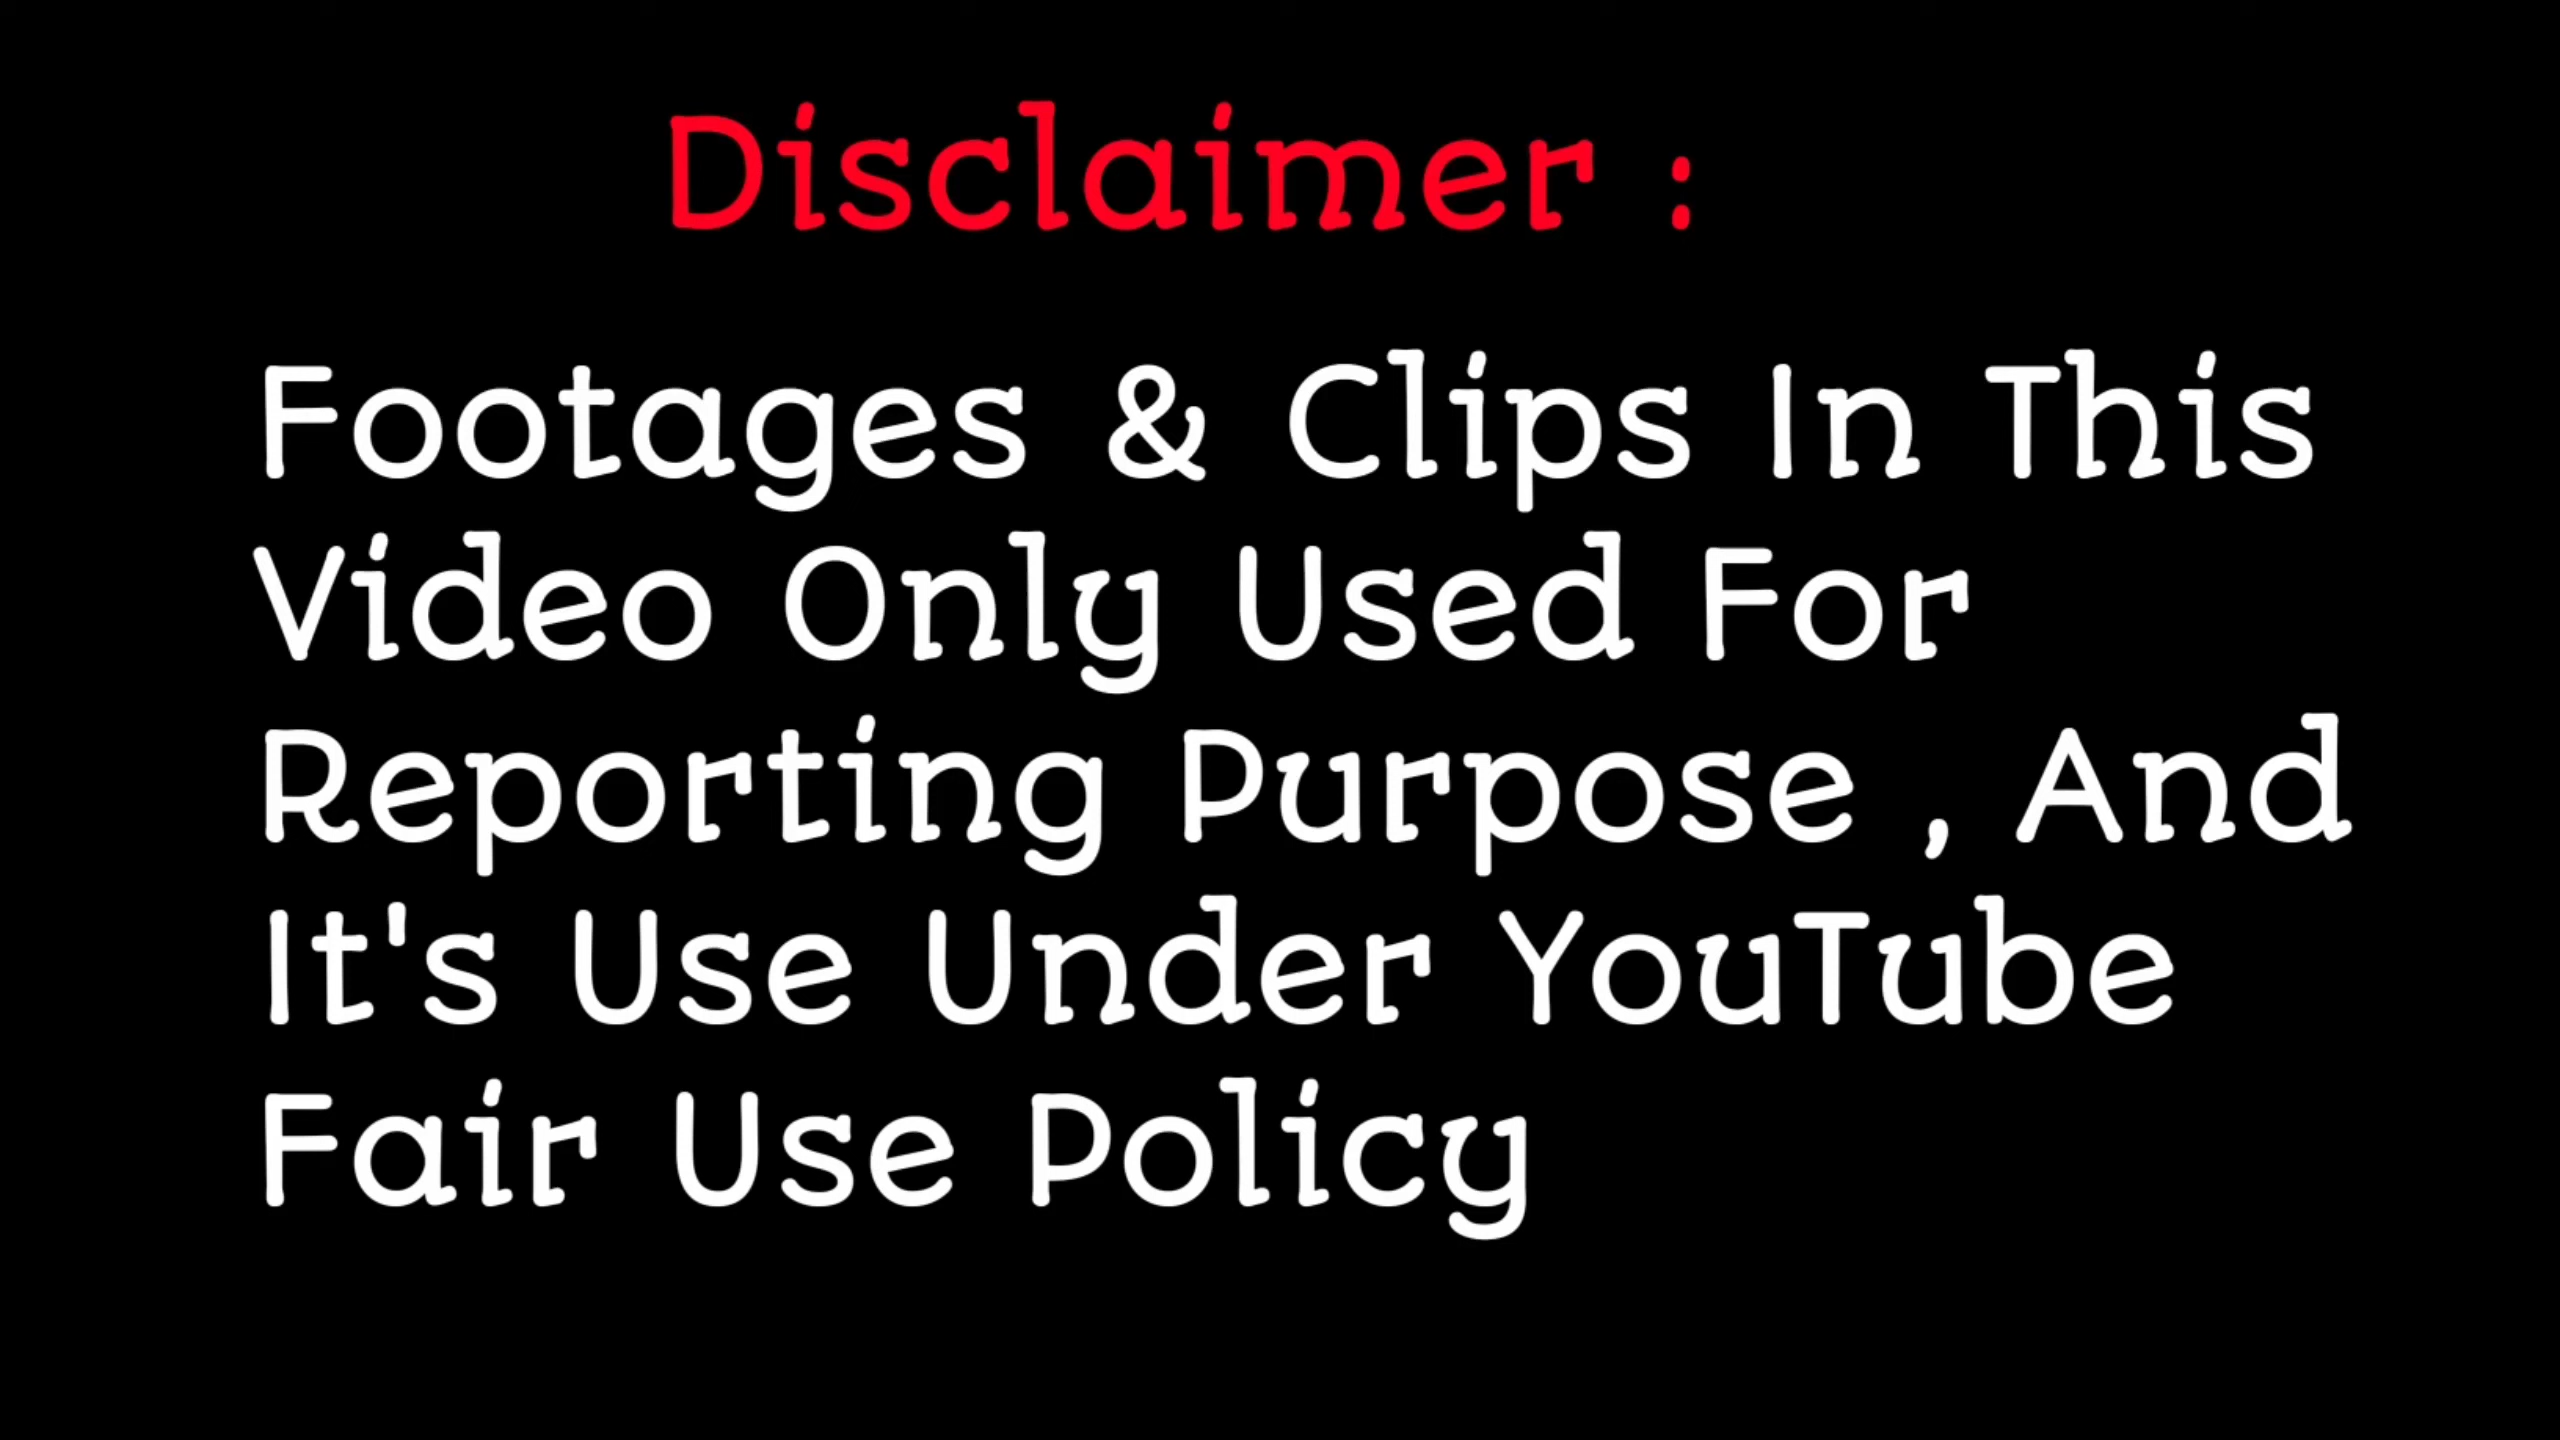 Disclaimer :
Footages & Clips In This
Video Only Used For
Reporting Purpose , And
It's Use Under YouTube
Fair Use Policy